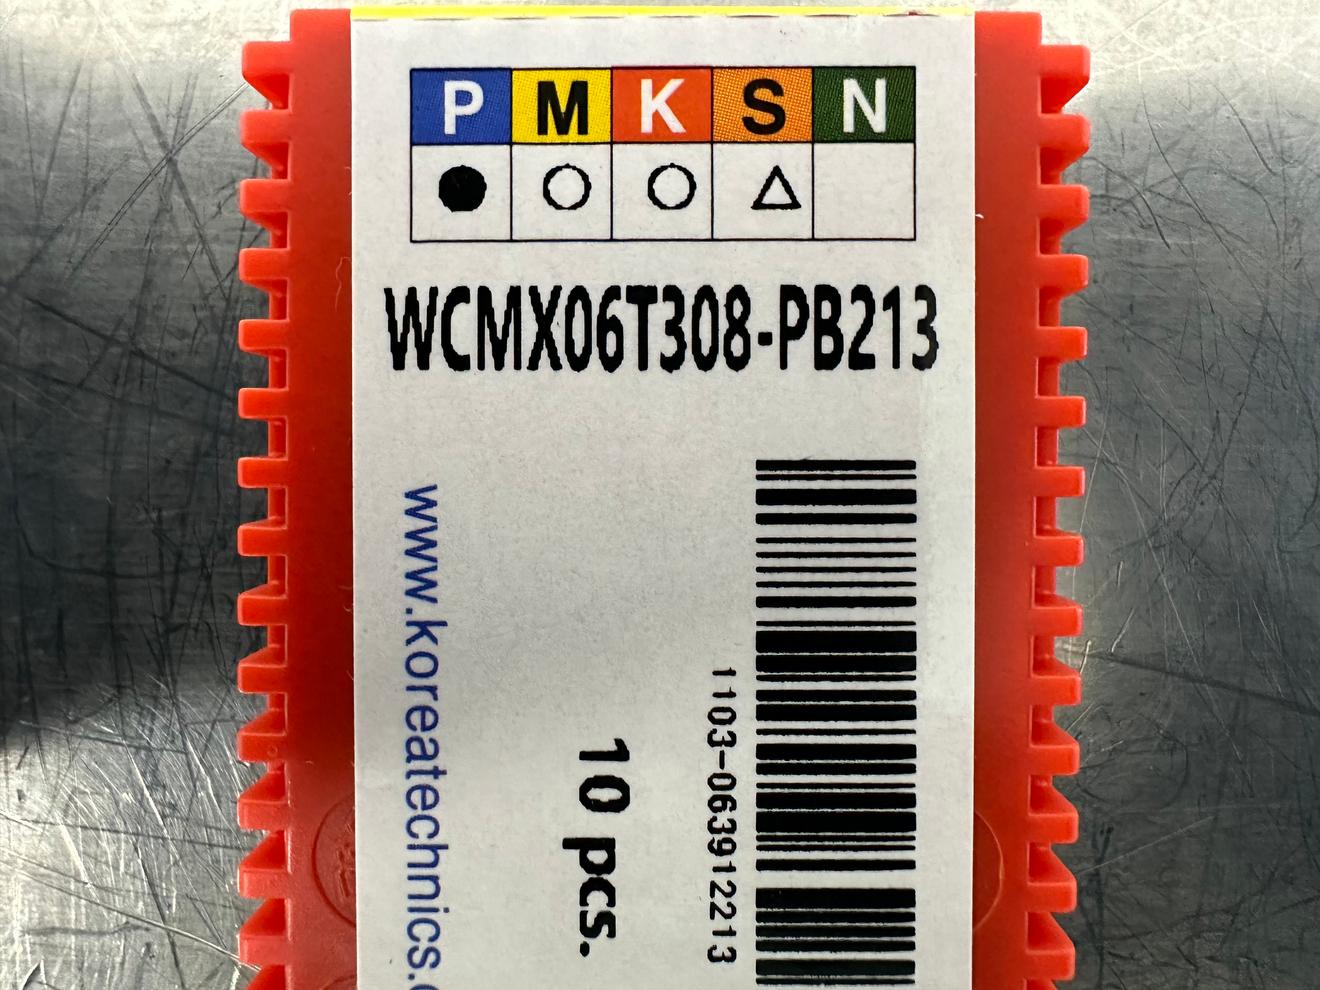 P M K S N
WCMX06T308-PB213
www.koreatechnics.
10 pcs.
1103-063912213